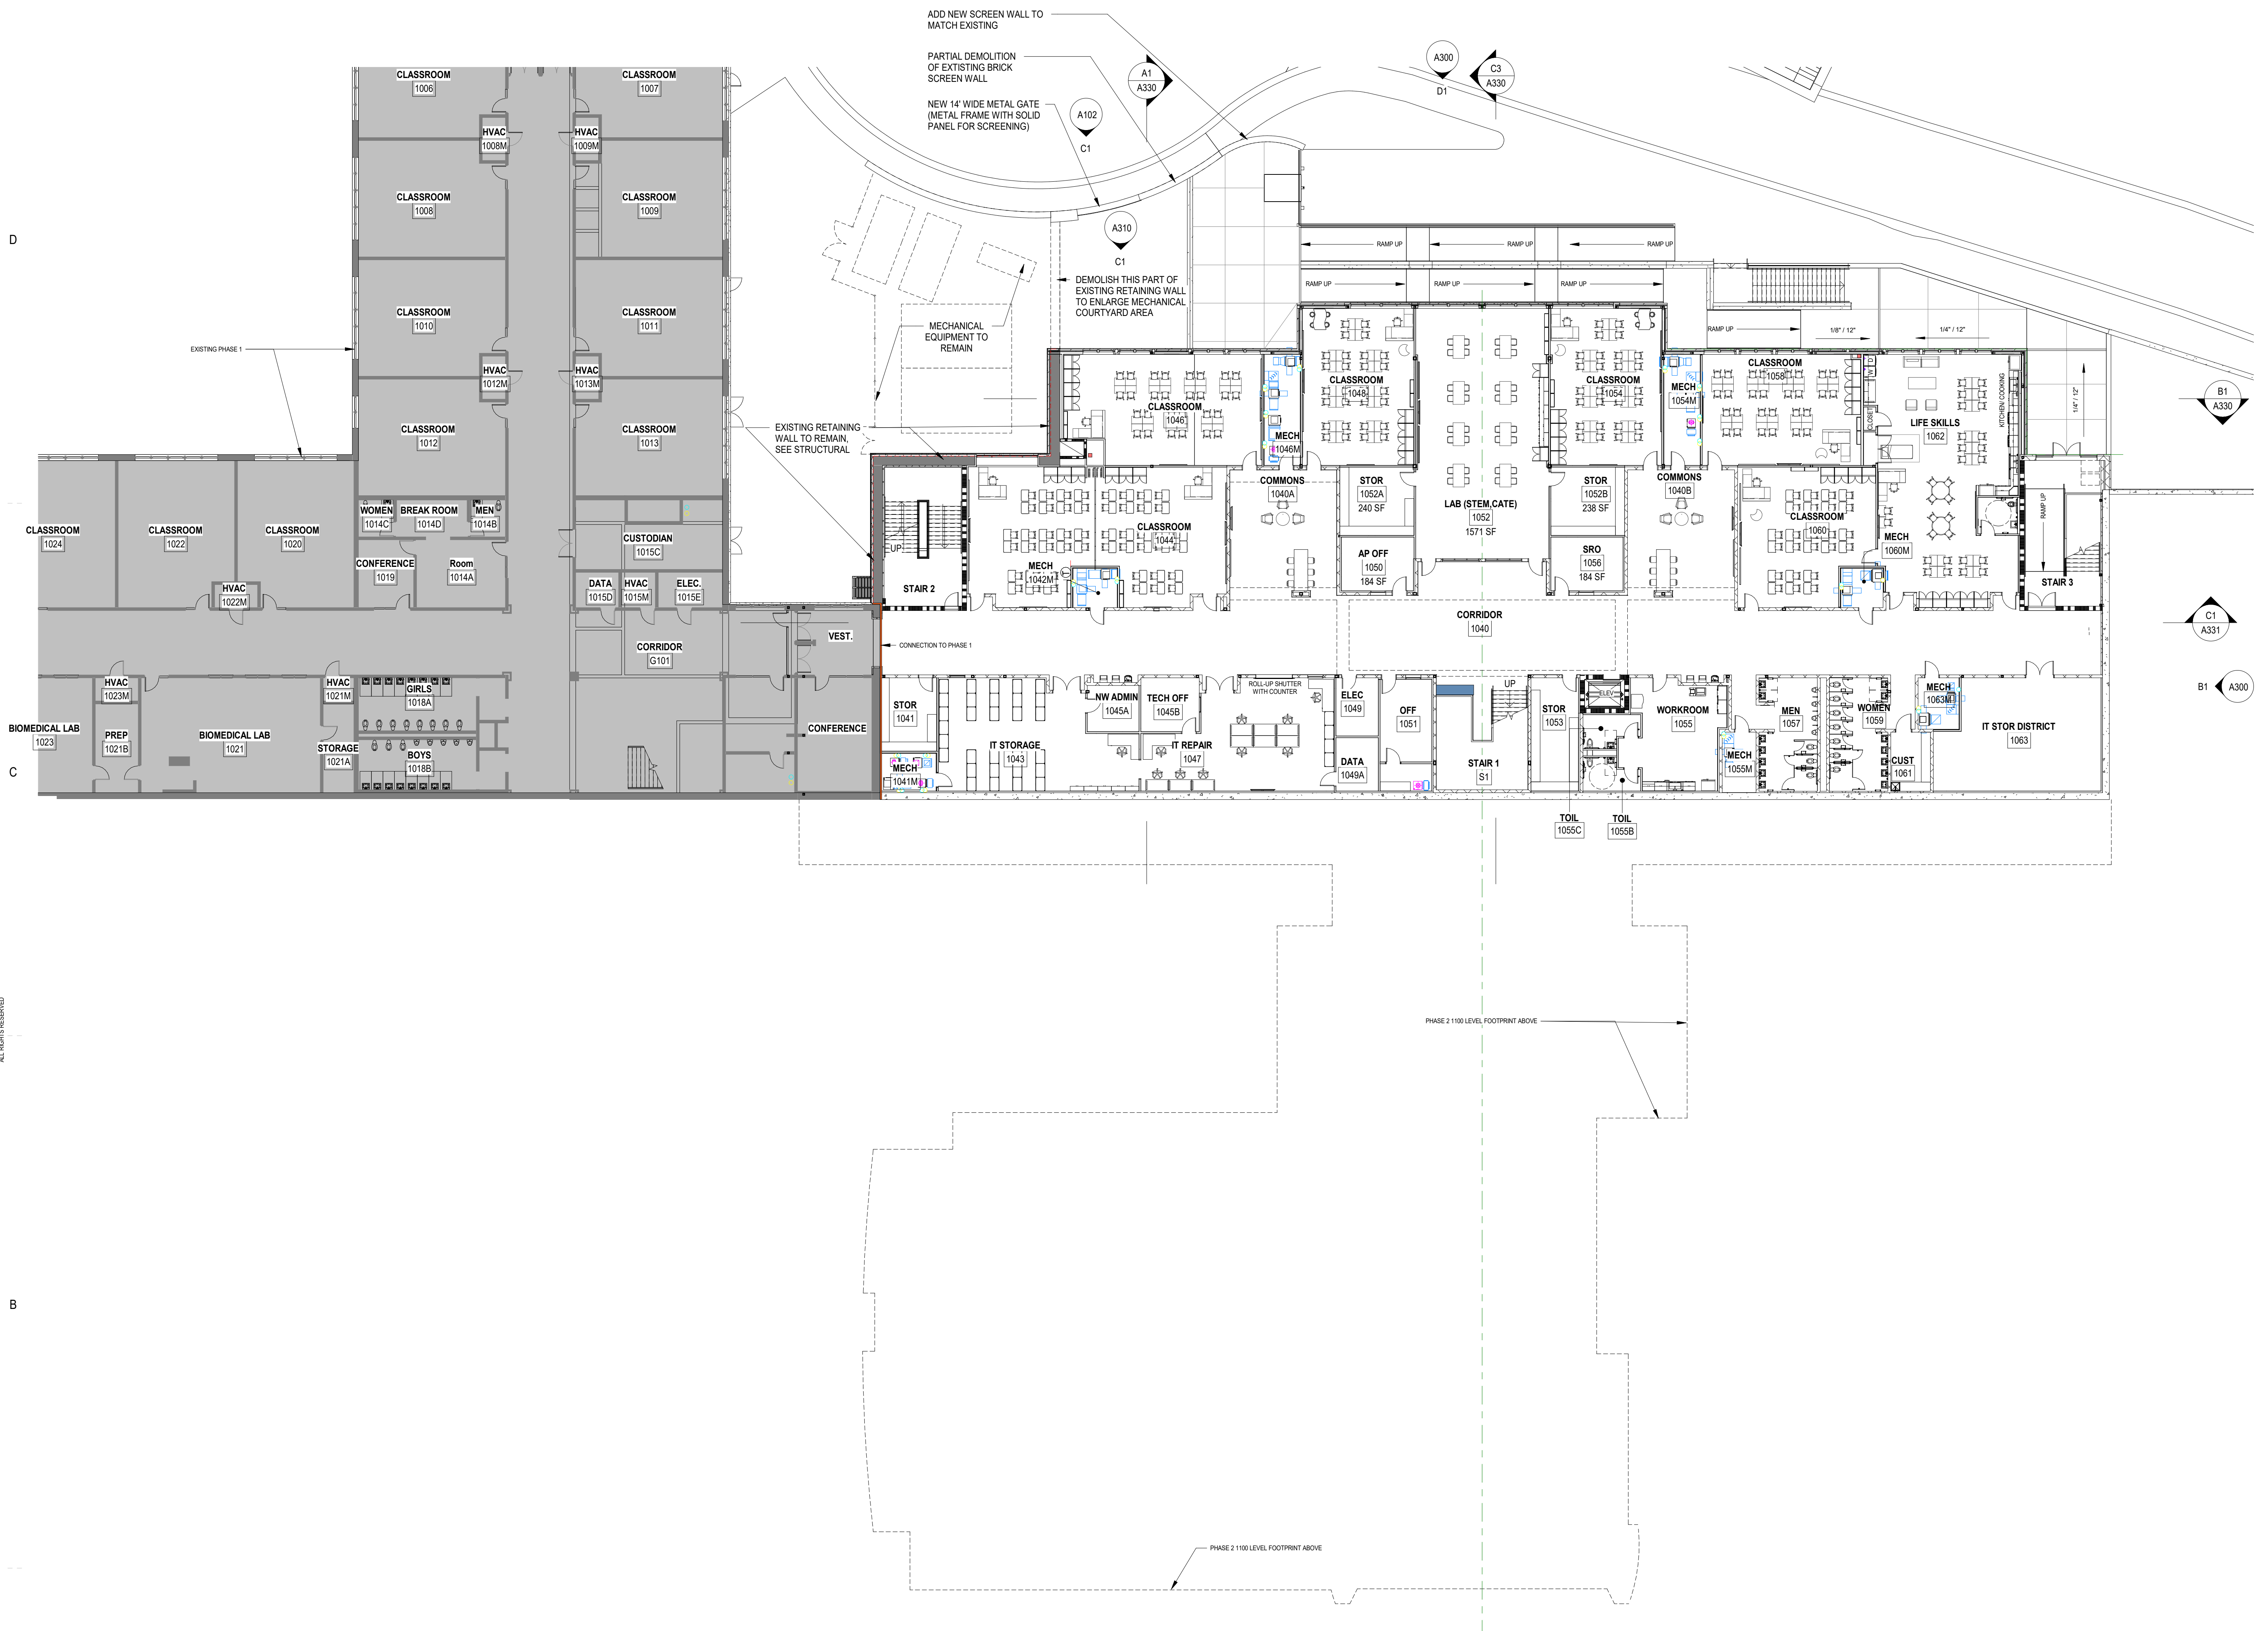 ADD NEW SCREEN WALL TO
MATCH EXISTING
PARTIAL DEMOLITION
OF EXTISTING BRICK
SCREEN WALL
NEW 14' WIDE METAL GATE
(METAL FRAME WITH SOLID
PANEL FOR SCREENING)
A102
C1
A1
A330
A300
D1
C3
A330
A310
C1
DEMOLISH THIS PART OF
EXISTING RETAINING WALL
TO ENLARGE MECHANICAL
COURTYARD AREA
MECHANICAL
EQUIPMENT TO
REMAIN
EXISTING RETAINING
WALL TO REMAIN,
SEE STRUCTURAL
EXISTING PHASE 1
D
CLASSROOM
1006
CLASSROOM
1007
HVAC
1008M
HVAC
1009M
CLASSROOM
1008
CLASSROOM
1009
CLASSROOM
1010
CLASSROOM
1011
HVAC
1012M
HVAC
1013M
CLASSROOM
1012
CLASSROOM
1013
WOMEN
1014C
BREAK ROOM
1014D
MEN
1014B
CLASSROOM
1024
CLASSROOM
1022
CLASSROOM
1020
CUSTODIAN
1015C
CONFERENCE
1019
Room
1014A
HVAC
1022M
DATA
1015D
HVAC
1015M
ELEC.
1015E
VEST.
CORRIDOR
G101
CONNECTION TO PHASE 1
HVAC
1023M
HVAC
1021M
GIRLS
1018A
BIOMEDICAL LAB
1023
PREP
1021B
BIOMEDICAL LAB
1021
STORAGE
1021A
BOYS
1018B
CONFERENCE
C
RAMP UP
RAMP UP
RAMP UP
RAMP UP
RAMP UP
RAMP UP
RAMP UP
1/8" / 12"
1/4" / 12"
1/4" / 12"
CLASSROOM
1046
MECH
1046M
CLASSROOM
1048
CLASSROOM
1054
MECH
1054M
CLASSROOM
1058
W
D
CLOSET
KITCHEN/ COOKING
LIFE SKILLS
1062
B1
A330
UP
STAIR 2
MECH
1042M
CLASSROOM
1044
COMMONS
1040A
STOR
1052A
240 SF
LAB (STEM,CATE)
1052
1571 SF
STOR
1052B
238 SF
COMMONS
1040B
CLASSROOM
1060
MECH
1060M
RAMP UP
STAIR 3
AP OFF
1050
184 SF
SRO
1056
184 SF
CORRIDOR
1040
C1
A331
B1
A300
STOR
1041
MECH
1041M
IT STORAGE
1043
NW ADMIN
1045A
TECH OFF
1045B
ROLL-UP SHUTTER
WITH COUNTER
IT REPAIR
1047
ELEC
1049
DATA
1049A
OFF
1051
UP
STAIR 1
S1
STOR
1053
ELEV
WORKROOM
1055
MECH
1055M
MEN
1057
WOMEN
1059
MECH
1063M
CUST
1061
IT STOR DISTRICT
1063
TOIL
1055C
TOIL
1055B
ALL RIGHTS RESERVED
PHASE 2 1100 LEVEL FOOTPRINT ABOVE
B
PHASE 2 1100 LEVEL FOOTPRINT ABOVE